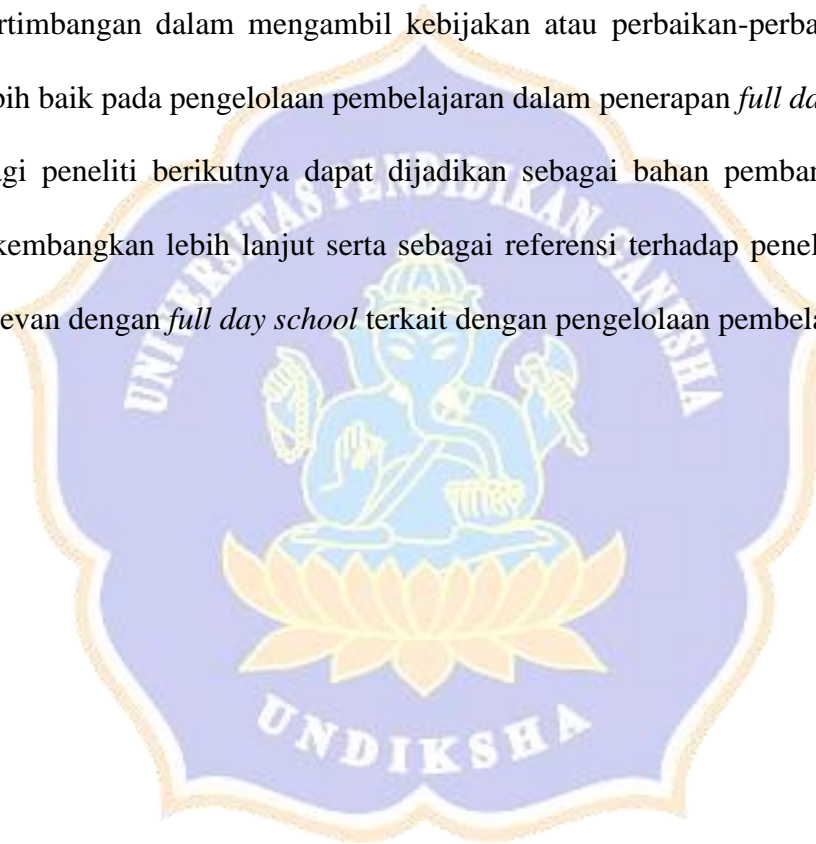 rtimbangan dalam mengambil kebijakan atau perbaikan-perba
bih baik pada pengelolaan pembelajaran dalam penerapan full da
agi peneliti berikutnya dapat dijadikan sebagai bahan pemban
kembangkan lebih lanjut serta sebagai referensi terhadap penel
evan dengan full day school terkait dengan pengelolaan pembela
UNIVERSITAS PENDIDIKAN GANESHA
UNDIKSHA